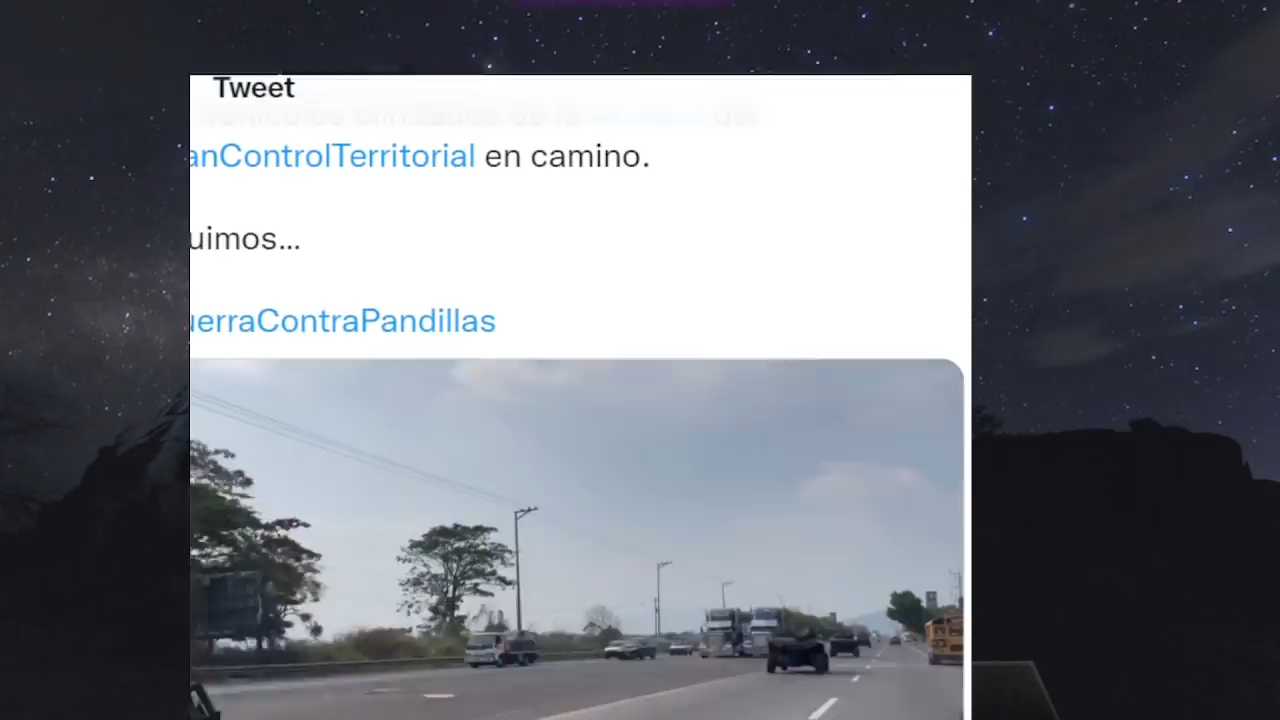 Tweet
anControlTerritorial en camino.
uimos...
uerraContraPandillas